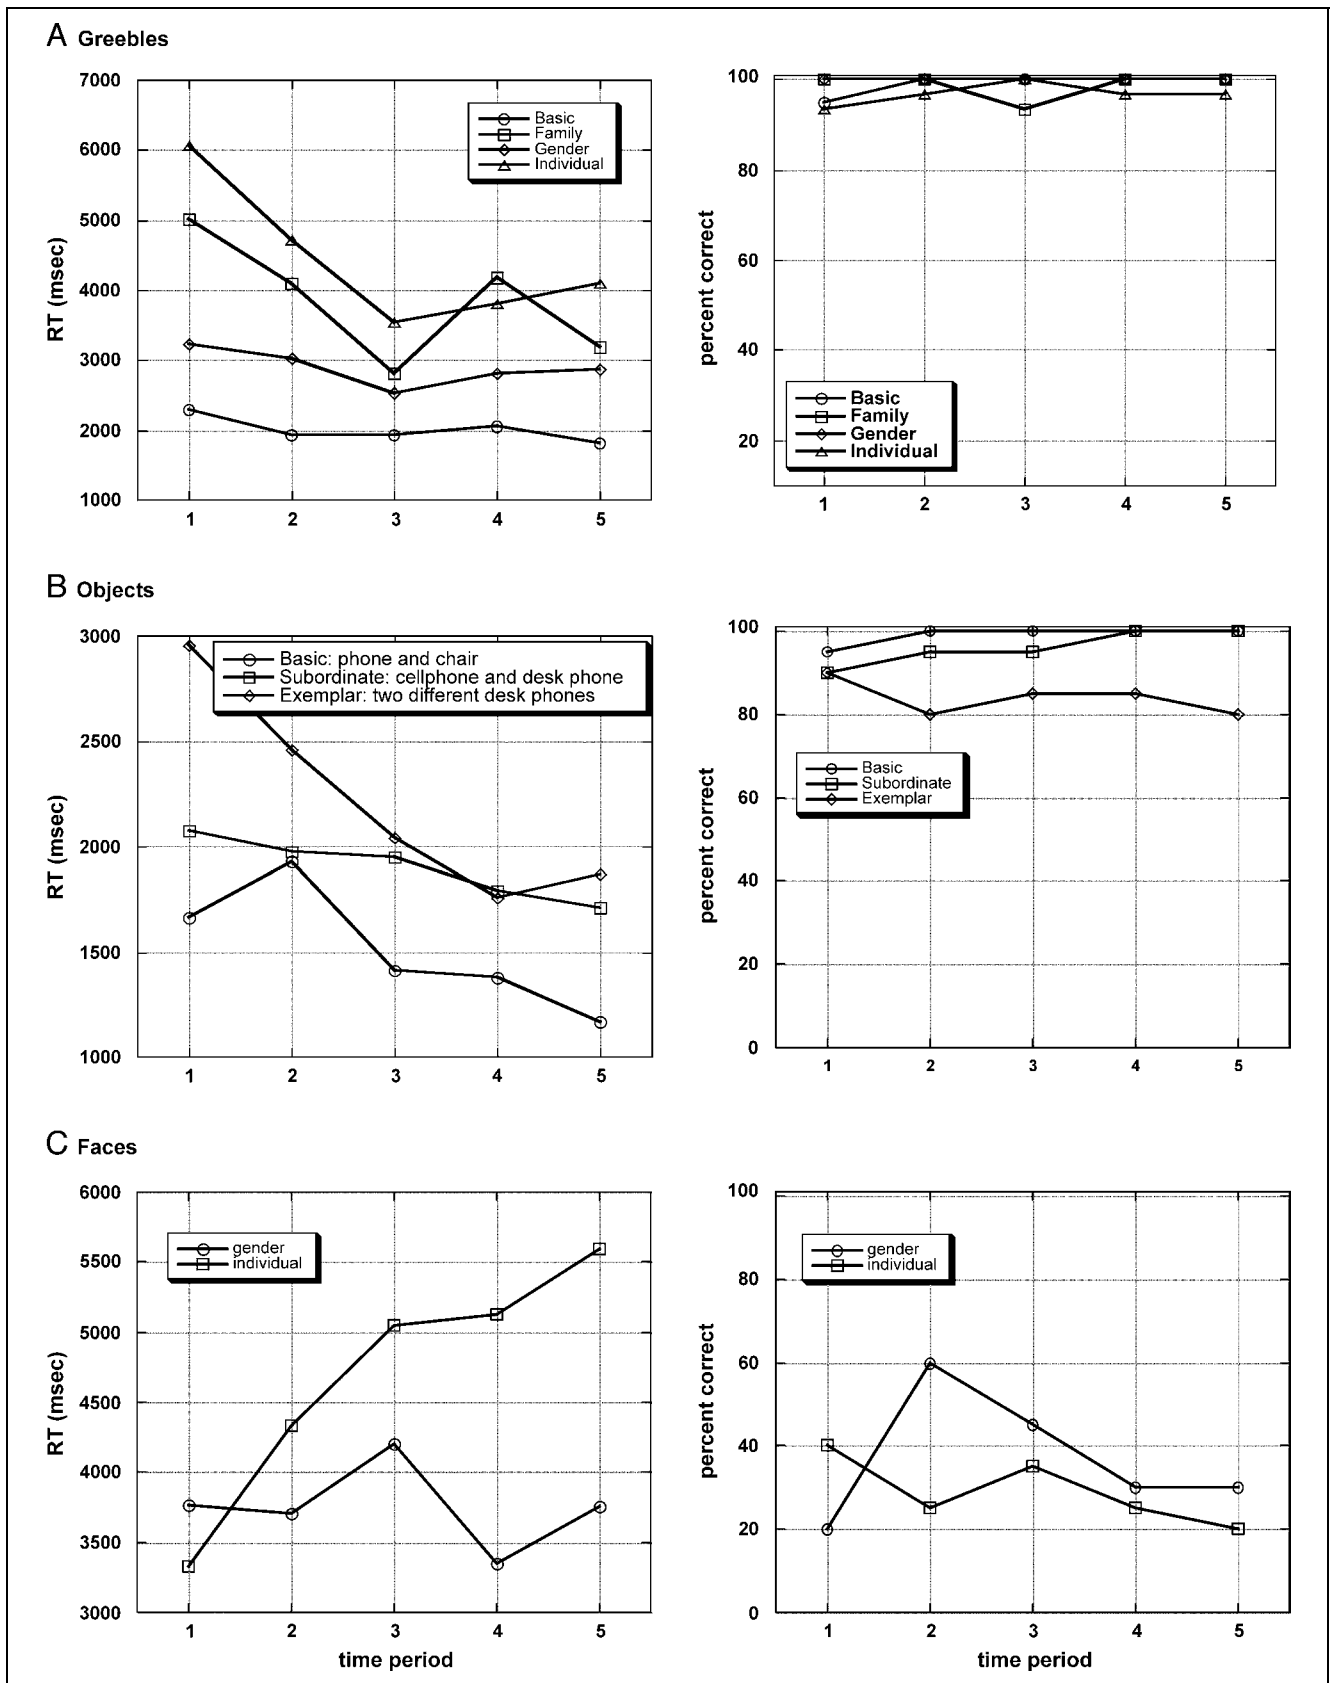 A Greebles
7000
6000
5000
4000
3000
2000
1000
RT (msec)
Basic
Family
Gender
Individual
1 2 3 4 5
100
80
60
40
20
percent correct
Basic
Family
Gender
Individual
1 2 3 4 5
B Objects
3000
2500
2000
1500
1000
RT (msec)
Basic: phone and chair
Subordinate: cellphone and desk phone
Exemplar: two different desk phones
1 2 3 4 5
100
80
60
40
20
0
percent correct
Basic
Subordinate
Exemplar
1 2 3 4 5
C Faces
6000
5500
5000
4500
4000
3500
3000
RT (msec)
gender
individual
1 2 3 4 5
time period
100
80
60
40
20
0
percent correct
gender
individual
1 2 3 4 5
time period